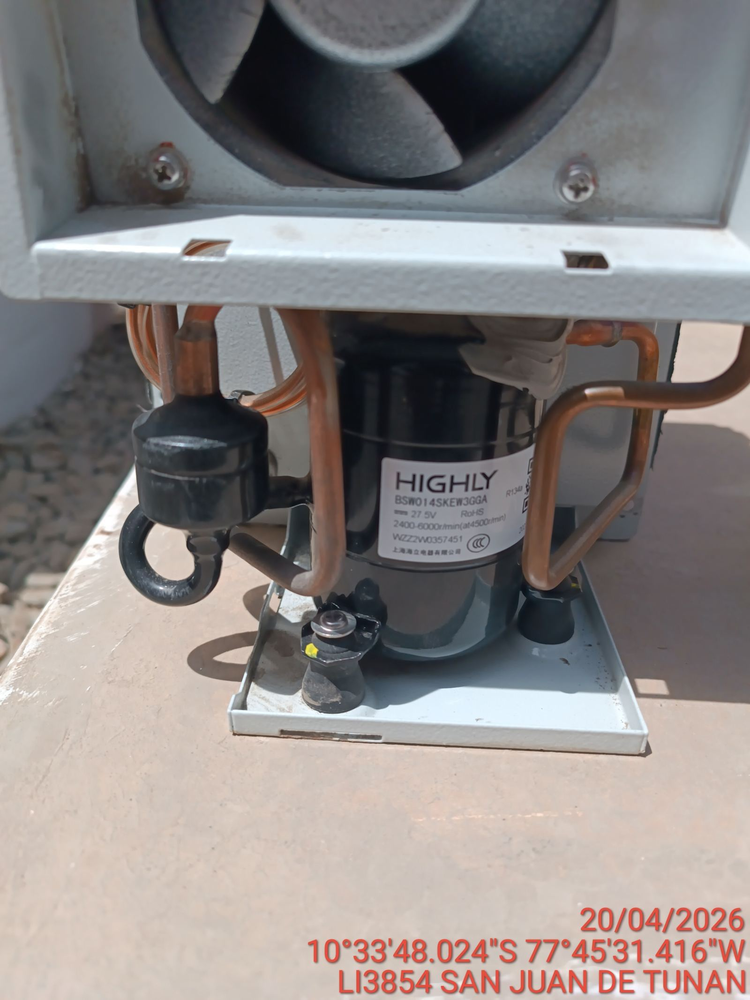 HIGHLY
BSW014SKEW3GGA
R134a
27.5V RoHS
2400-6000r/min(at4500r/min)
WZZ2W0357451
CCC
上海海立电器有限公司
20/04/2026
10°33'48.024"S 77°45'31.416"W
LI3854 SAN JUAN DE TUNAN